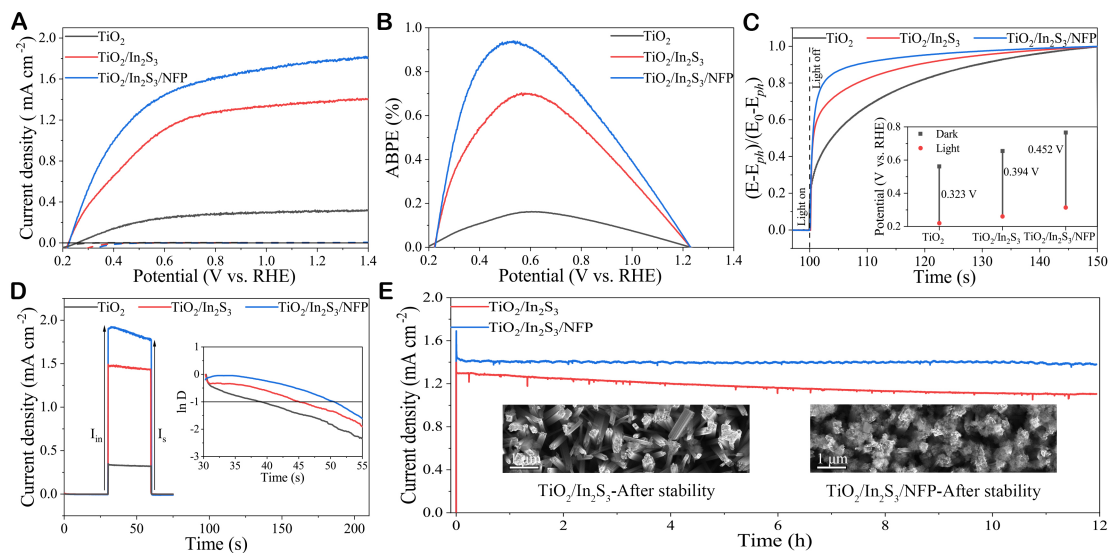 A
TiO2
TiO2/In2S3
TiO2/In2S3/NFP
Current density ( mA cm-2)
2.0
1.6
1.2
0.8
0.4
0.0
0.2 0.4 0.6 0.8 1.0 1.2 1.4
Potential (V vs. RHE)
B
TiO2
TiO2/In2S3
TiO2/In2S3/NFP
ABPE (%)
1.0
0.8
0.6
0.4
0.2
0.0
0.2 0.4 0.6 0.8 1.0 1.2 1.4
Potential (V vs. RHE)
C
TiO2 TiO2/In2S3 TiO2/In2S3/NFP
(E-Eph)/(E0-Eph)
1.0
0.8
0.6
0.4
0.2
0.0
Light on
Light off
Potential (V vs. RHE)
0.8
0.6
0.4
0.2
Dark
Light
0.323 V
0.394 V
0.452 V
TiO2 TiO2/In2S3 TiO2/In2S3/NFP
100 110 120 130 140 150
Time (s)
D
TiO2 TiO2/In2S3 TiO2/In2S3/NFP
Current density (mA cm-2)
2.0
1.5
1.0
0.5
0.0
Iin
Is
ln D
1
0
-1
-2
-3
30 35 40 45 50 55
Time (s)
0 50 100 150 200
Time (s)
E
TiO2/In2S3
TiO2/In2S3/NFP
Current density (mA cm-2)
2.0
1.6
1.2
1.4
0.4
0.0
1 μm
TiO2/In2S3-After stability
TiO2/In2S3/NFP-After stability
0 2 4 6 8 10 12
Time (h)